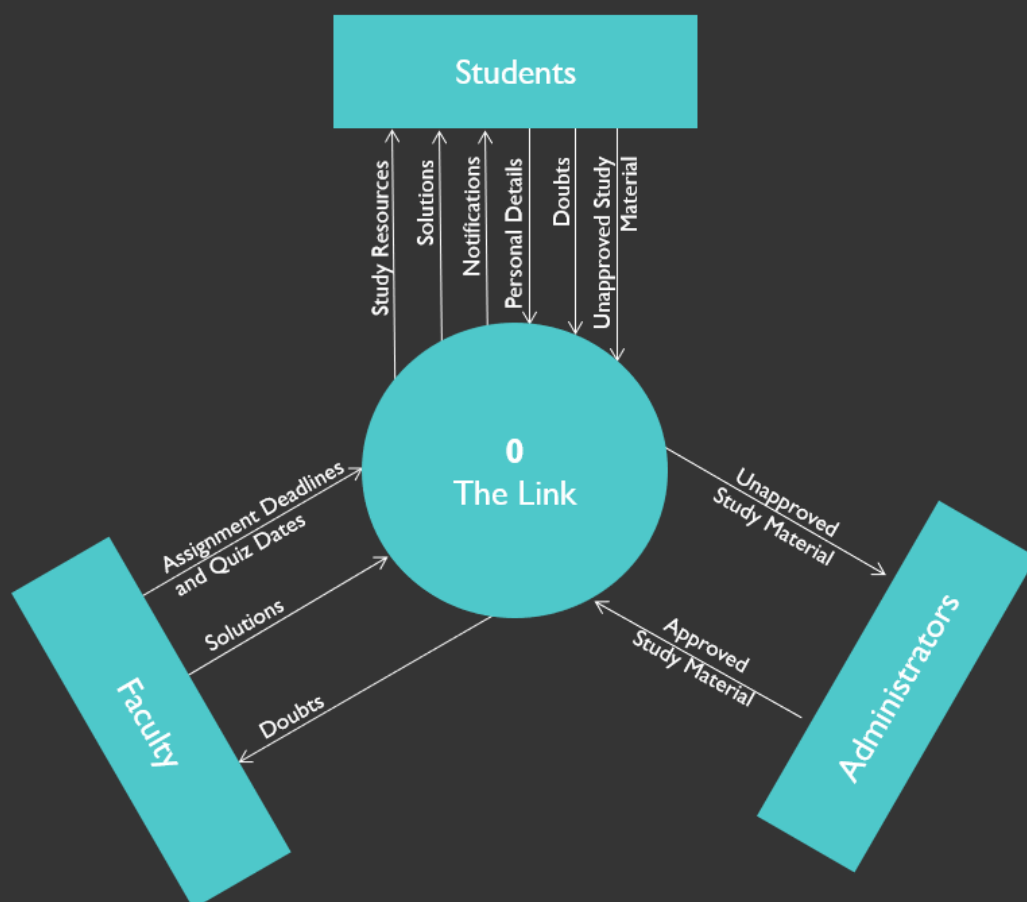 Students
Study Resources
Solutions
Notifications
Personal Details
Doubts
Unapproved Study
Material
0
The Link
Assignment Deadlines
and Quiz Dates
Solutions
Doubts
Faculty
Unapproved
Study Material
Approved
Study Material
Administrators